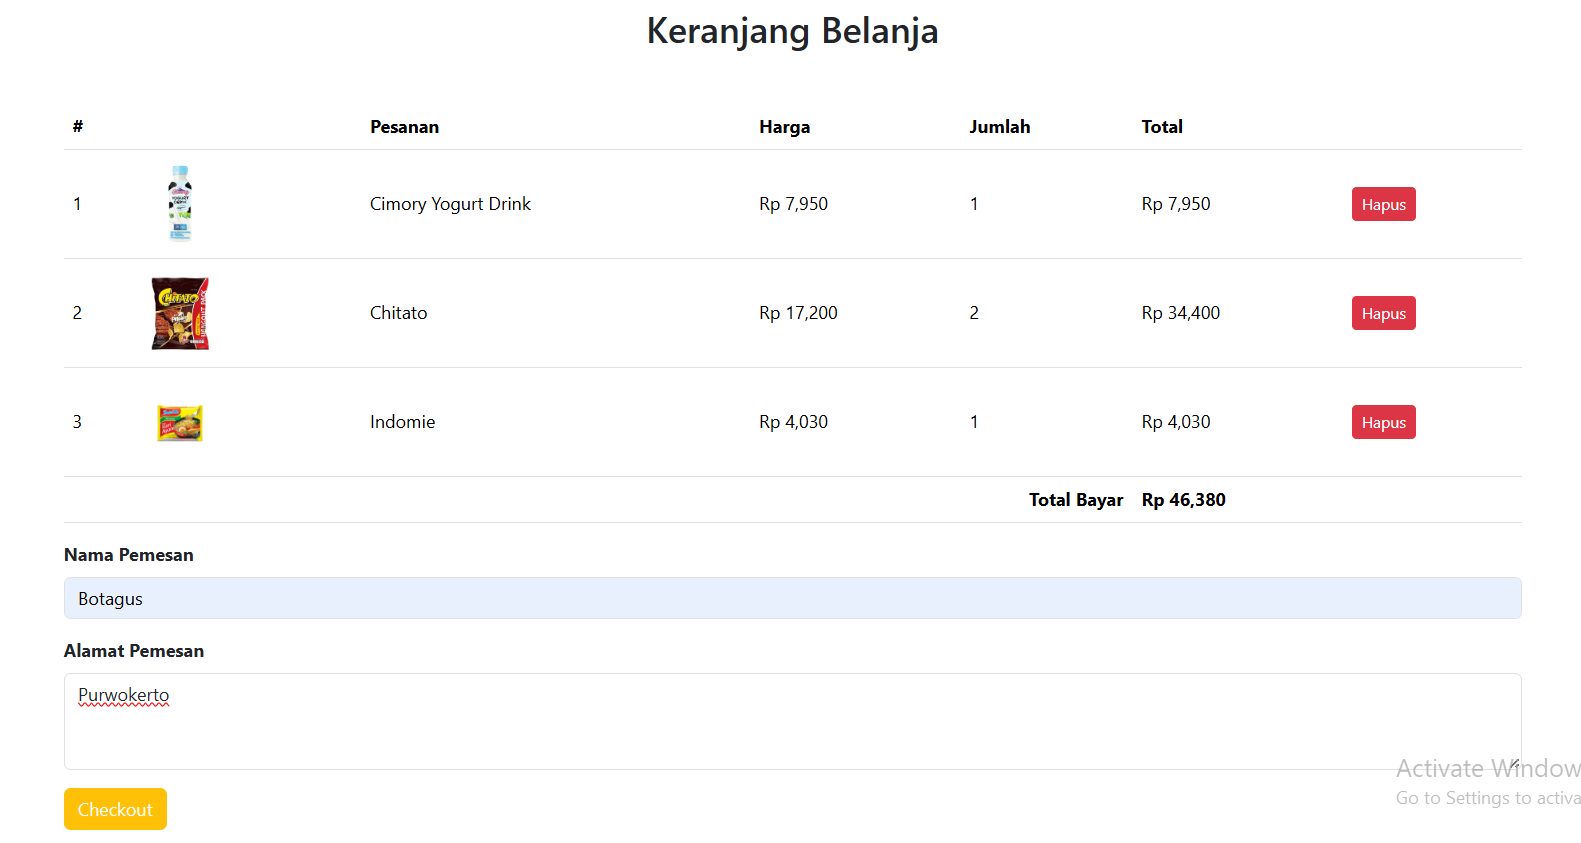 Keranjang Belanja
# Pesanan Harga Jumlah Total
1 Cimory Yogurt Drink Rp 7,950 1 Rp 7,950 Hapus
CHITATO
2 Chitato Rp 17,200 2 Rp 34,400 Hapus
3 Indomie Rp 4,030 1 Rp 4,030 Hapus
Total Bayar Rp 46,380
Nama Pemesan
Botagus
Alamat Pemesan
Purwokerto
Activate Window
Go to Settings to activa
Checkout